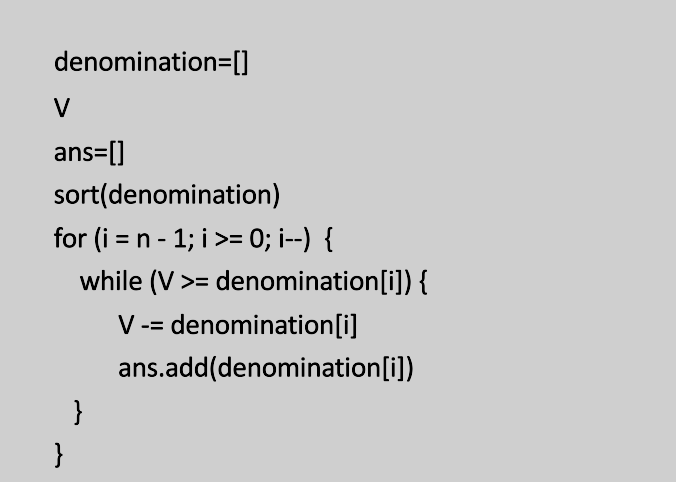 denomination=[]
V
ans=[]
sort(denomination)
for (i = n - 1; i >= 0; i--) {
while (V >= denomination[i]) {
V -= denomination[i]
ans.add(denomination[i])
}
}